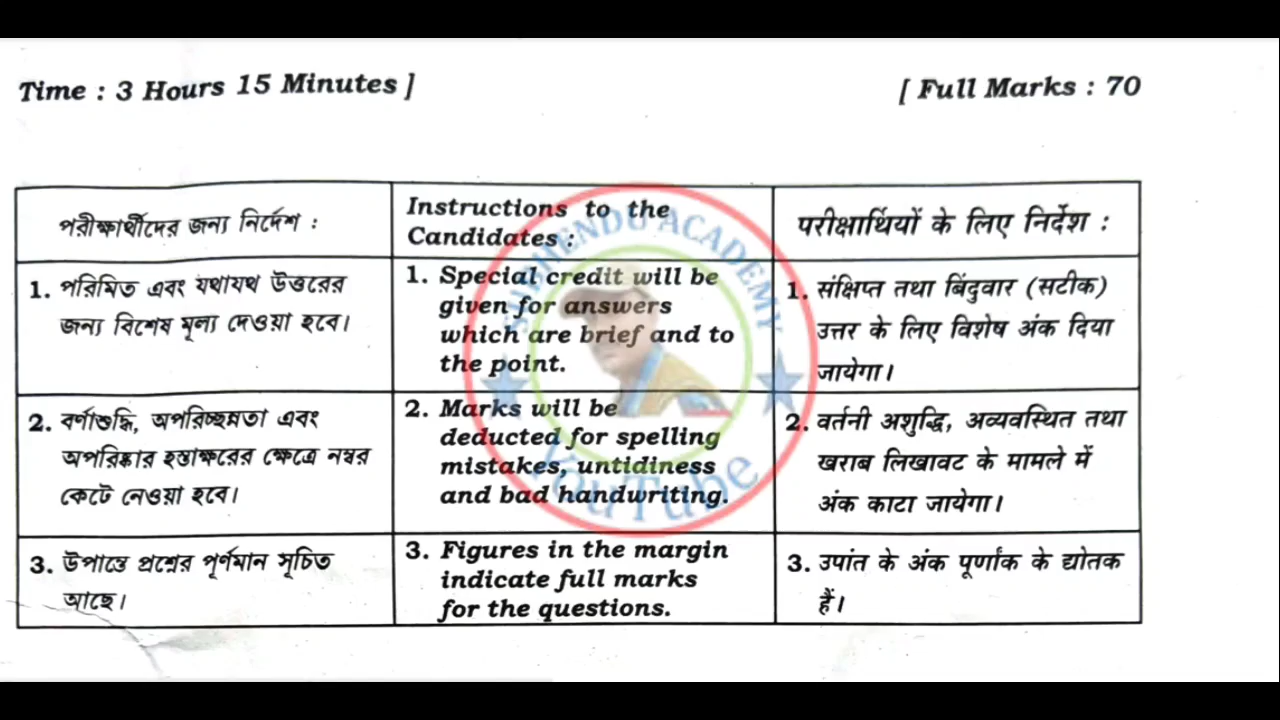 Time : 3 Hours 15 Minutes ]
[ Full Marks : 70
পরীক্ষার্থীদের জন্য নির্দেশ :
Instructions to the
Candidates :
परीक्षार्थियों के लिए निर्देश :
1. পরিমিত এবং যথাযথ উত্তরের
জন্য বিশেষ মূল্য দেওয়া হবে।
1. Special credit will be
given for answers
which are brief and to
the point.
1. संक्षिप्त तथा बिंदुवार (सटीक)
उत्तर के लिए विशेष अंक दिया
जायेगा।
2. বর্ণাশুদ্ধি, অপরিচ্ছন্নতা এবং
অপরিষ্কার হস্তাক্ষরের ক্ষেত্রে নম্বর
কেটে নেওয়া হবে।
2. Marks will be
deducted for spelling
mistakes, untidiness
and bad handwriting.
2. वर्तनी अशुद्धि, अव्यवस्थित तथा
खराब लिखावट के मामले में
अंक काटा जायेगा।
3. উপান্তে প্রশ্নের পূর্ণমান সূচিত
আছে।
3. Figures in the margin
indicate full marks
for the questions.
3. उपांत के अंक पूर्णांक के द्योतक
हैं।
SUBHENDU ACADEMY
YouTube